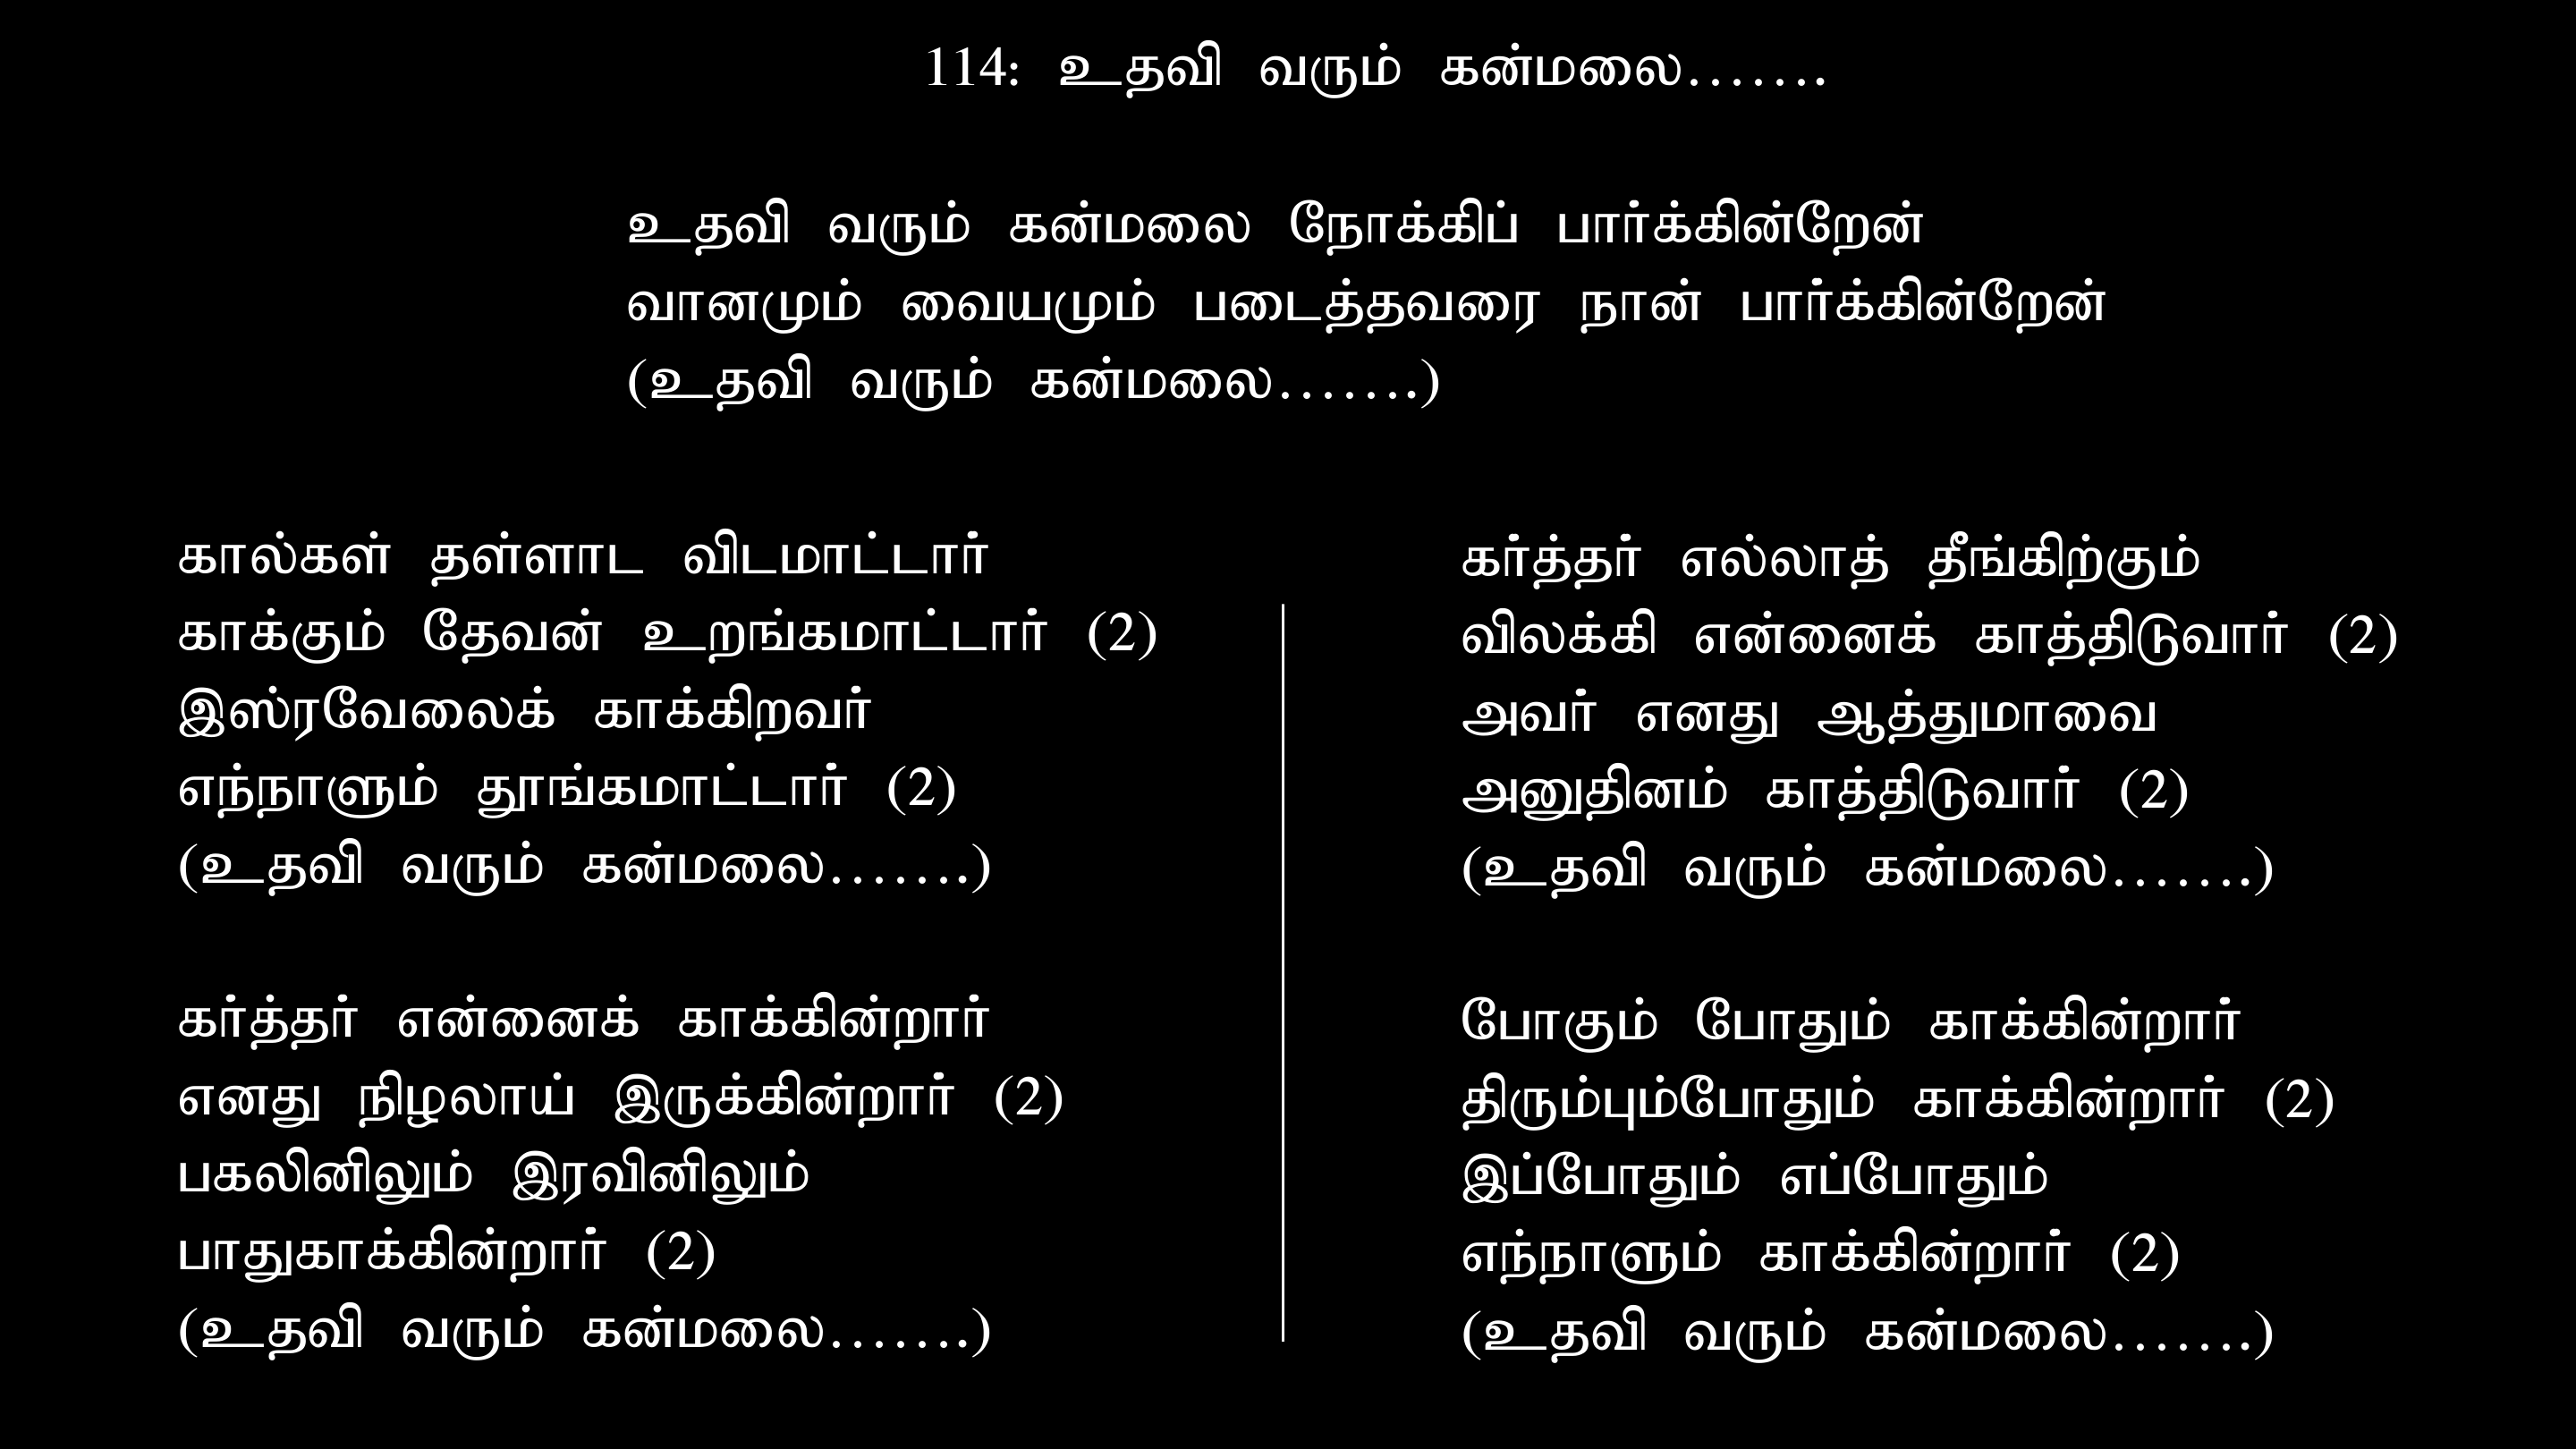 114: உதவி வரும் கன்மலை.......
உதவி வரும் கன்மலை நோக்கிப் பார்க்கின்றேன்
வானமும் வையமும் படைத்தவரை நான் பார்க்கின்றேன்
(உதவி வரும் கன்மலை.......)
கால்கள் தள்ளாட விடமாட்டார்
காக்கும் தேவன் உறங்கமாட்டார் (2)
இஸ்ரவேலைக் காக்கிறவர்
எந்நாளும் தூங்கமாட்டார் (2)
(உதவி வரும் கன்மலை.......)
கர்த்தர் என்னைக் காக்கின்றார்
எனது நிழலாய் இருக்கின்றார் (2)
பகலினிலும் இரவினிலும்
பாதுகாக்கின்றார் (2)
(உதவி வரும் கன்மலை.......)
கர்த்தர் எல்லாத் தீங்கிற்கும்
விலக்கி என்னைக் காத்திடுவார் (2)
அவர் எனது ஆத்துமாவை
அனுதினம் காத்திடுவார் (2)
(உதவி வரும் கன்மலை.......)
போகும் போதும் காக்கின்றார்
திரும்பும்போதும் காக்கின்றார் (2)
இப்போதும் எப்போதும்
எந்நாளும் காக்கின்றார் (2)
(உதவி வரும் கன்மலை.......)